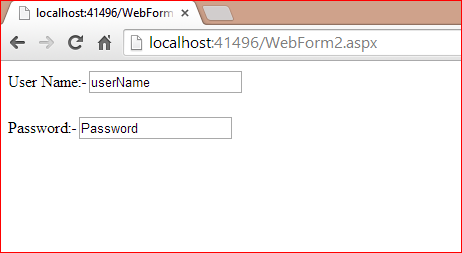 localhost:41496/WebForm
localhost:41496/WebForm2.aspx
User Name:- userName
Password:- Password